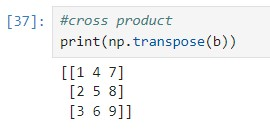 [37]: #cross product
print(np.transpose(b))
[[1 4 7]
[2 5 8]
[3 6 9]]